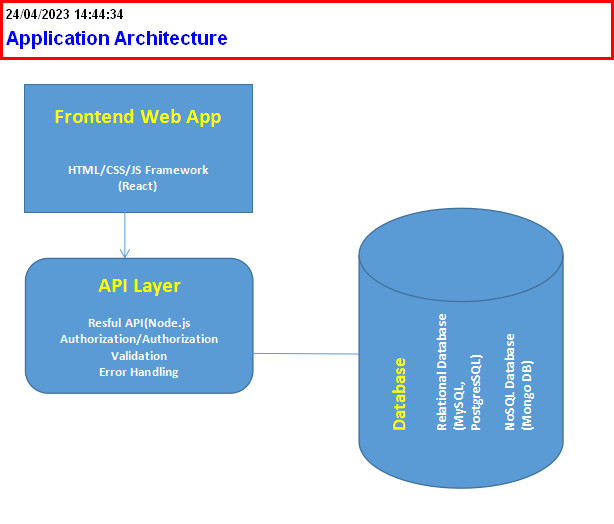 24/04/2023 14:44:34
Application Architecture
Frontend Web App
HTML/CSS/JS Framework
(React)
API Layer
Resful API(Node.js
Authorization/Authorization
Validation
Error Handling
Database
Relational Database
(MySQL,
PostgresSQL)
NoSQL Database
(Mongo DB)